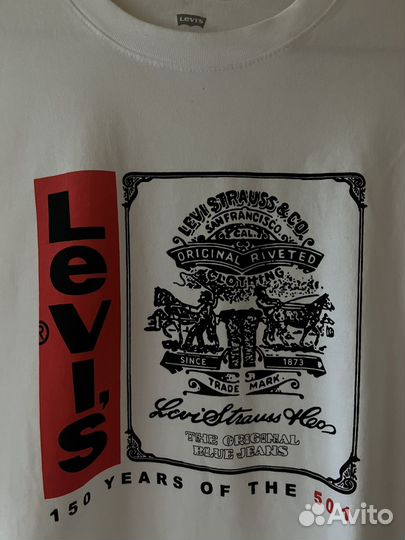 Levi's
LEVI STRAUSS & CO.
SAN FRANCISCO
CAL.
ORIGINAL RIVETED
CLOTHING
SINCE 1873
TRADE MARK.
Levi Strauss & Co
THE ORIGINAL
BLUE JEANS
Levi's
®
150 YEARS OF THE 501
Avito